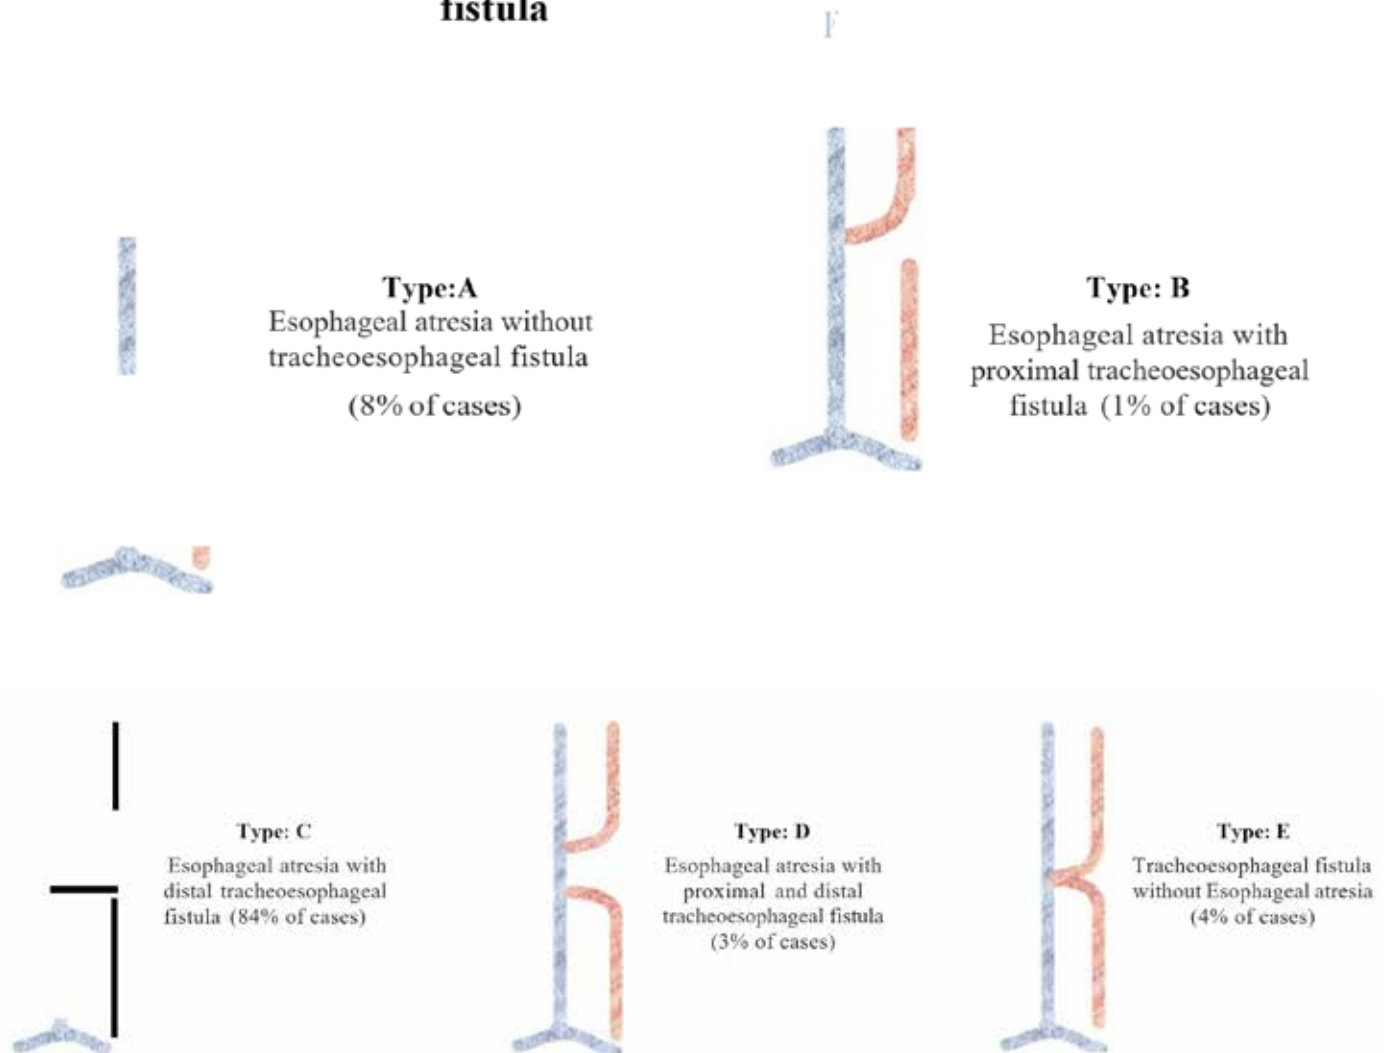 fistula
Type:A
Esophageal atresia without
tracheoesophageal fistula
(8% of cases)
Type: B
Esophageal atresia with
proximal tracheoesophageal
fistula (1% of cases)
Type: C
Esophageal atresia with
distal tracheoesophageal
fistula (84% of cases)
Type: D
Esophageal atresia with
proximal and distal
tracheoesophageal fistula
(3% of cases)
Type: E
Tracheoesophageal fistula
without Esophageal atresia
(4% of cases)